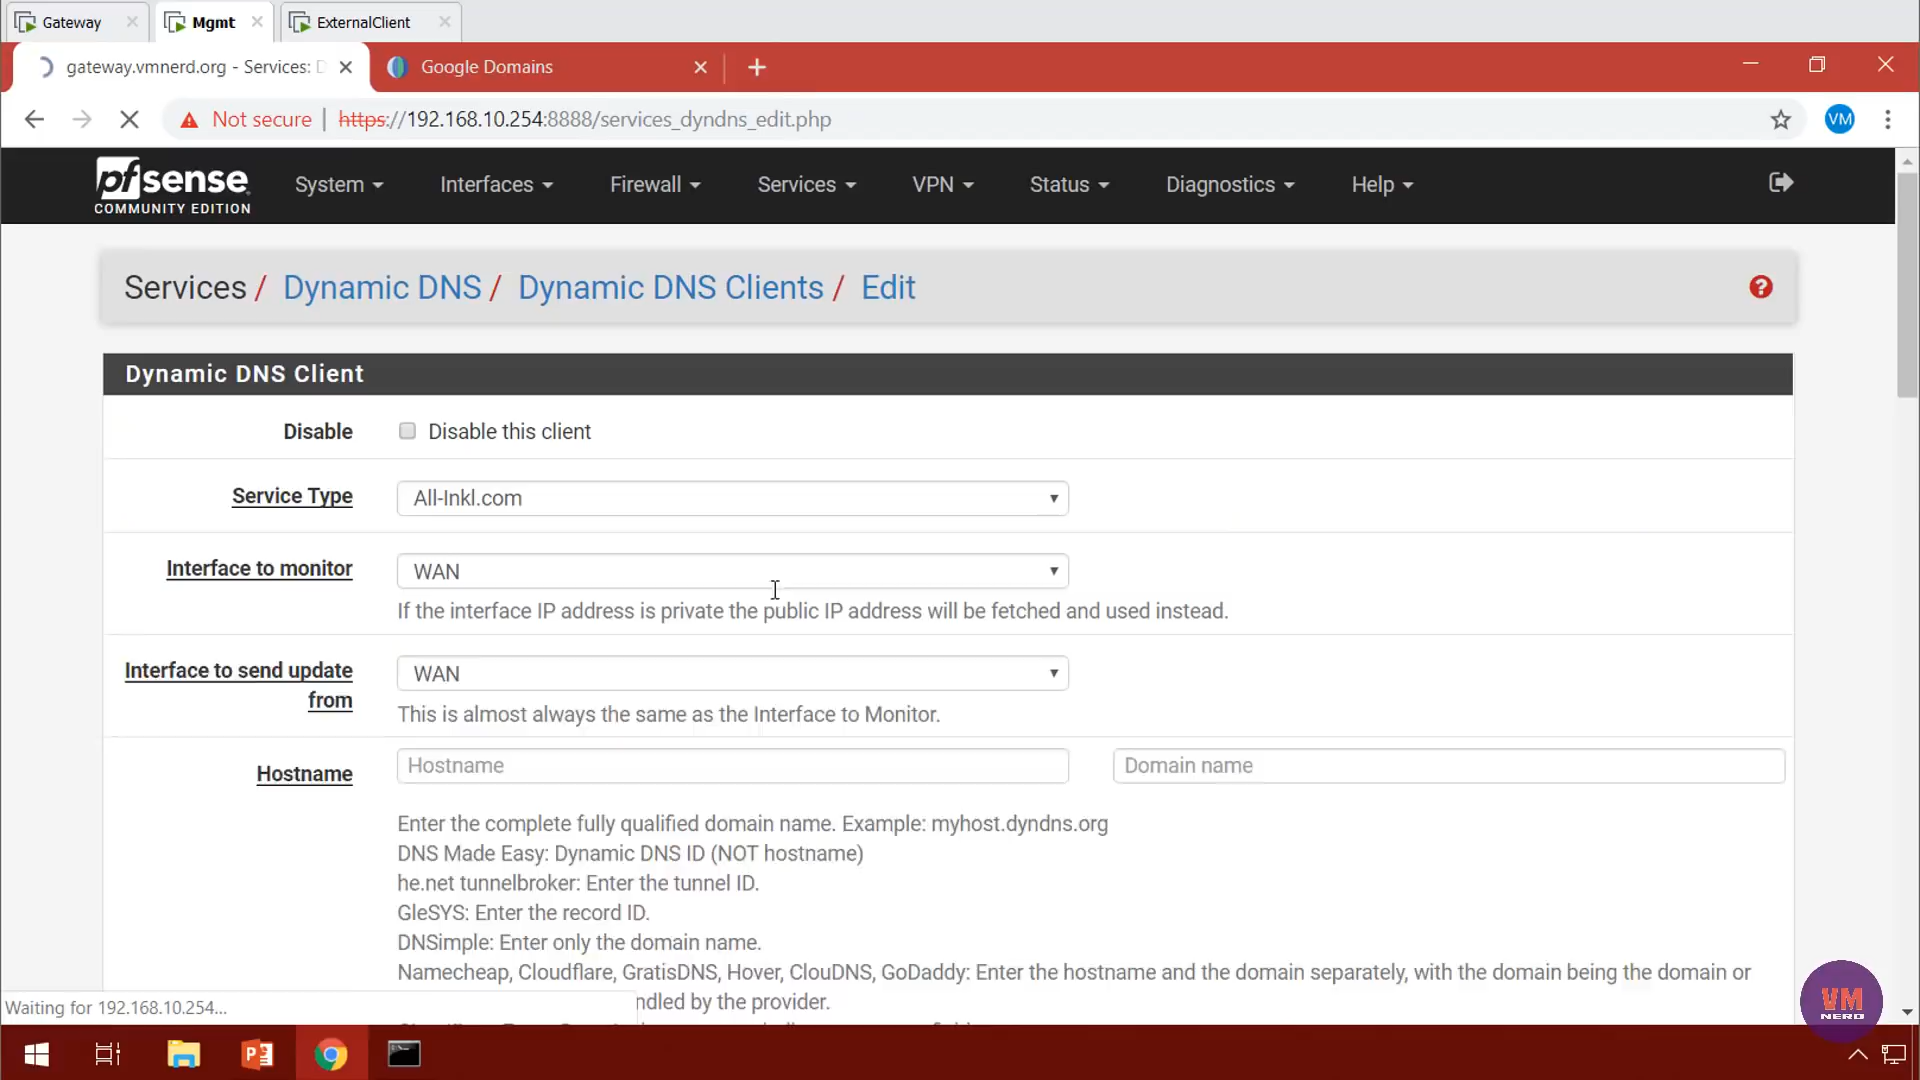 Gateway
Mgmt
ExternalClient
gateway.vmnerd.org - Services: D
Google Domains
Not secure | https://192.168.10.254:8888/services_dyndns_edit.php
VM
pfsense
COMMUNITY EDITION
System
Interfaces
Firewall
Services
VPN
Status
Diagnostics
Help
Services / Dynamic DNS / Dynamic DNS Clients / Edit
Dynamic DNS Client
Disable
Disable this client
Service Type
All-Inkl.com
Interface to monitor
WAN
If the interface IP address is private the public IP address will be fetched and used instead.
Interface to send update
from
WAN
This is almost always the same as the Interface to Monitor.
Hostname
Hostname
Domain name
Enter the complete fully qualified domain name. Example: myhost.dyndns.org
DNS Made Easy: Dynamic DNS ID (NOT hostname)
he.net tunnelbroker: Enter the tunnel ID.
GleSYS: Enter the record ID.
DNSimple: Enter only the domain name.
Namecheap, Cloudflare, GratisDNS, Hover, ClouDNS, GoDaddy: Enter the hostname and the domain separately, with the domain being the domain or
ndled by the provider.
Waiting for 192.168.10.254...
VM
NERD